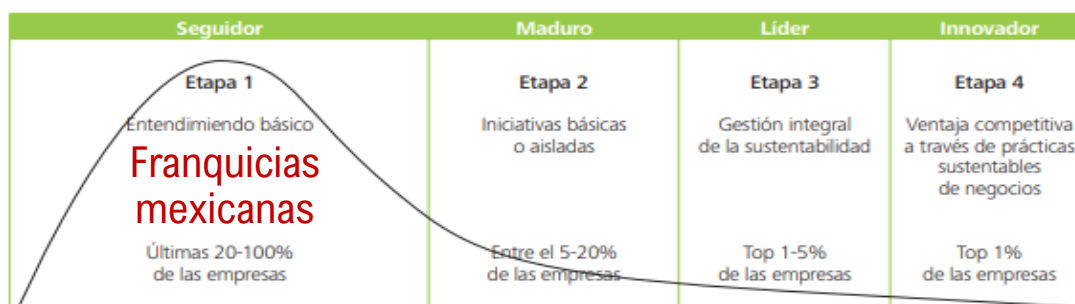 Seguidor
Maduro
Líder
Innovador
Etapa 1
Etapa 2
Etapa 3
Etapa 4
Entendimiento básico
Franquicias
mexicanas
Iniciativas básicas
o aisladas
Gestión integral
de la sustentabilidad
Ventaja competitiva
a través de prácticas
sustentables
de negocios
Últimas 20-100%
de las empresas
Entre el 5-20%
de las empresas
Top 1-5%
de las empresas
Top 1%
de las empresas